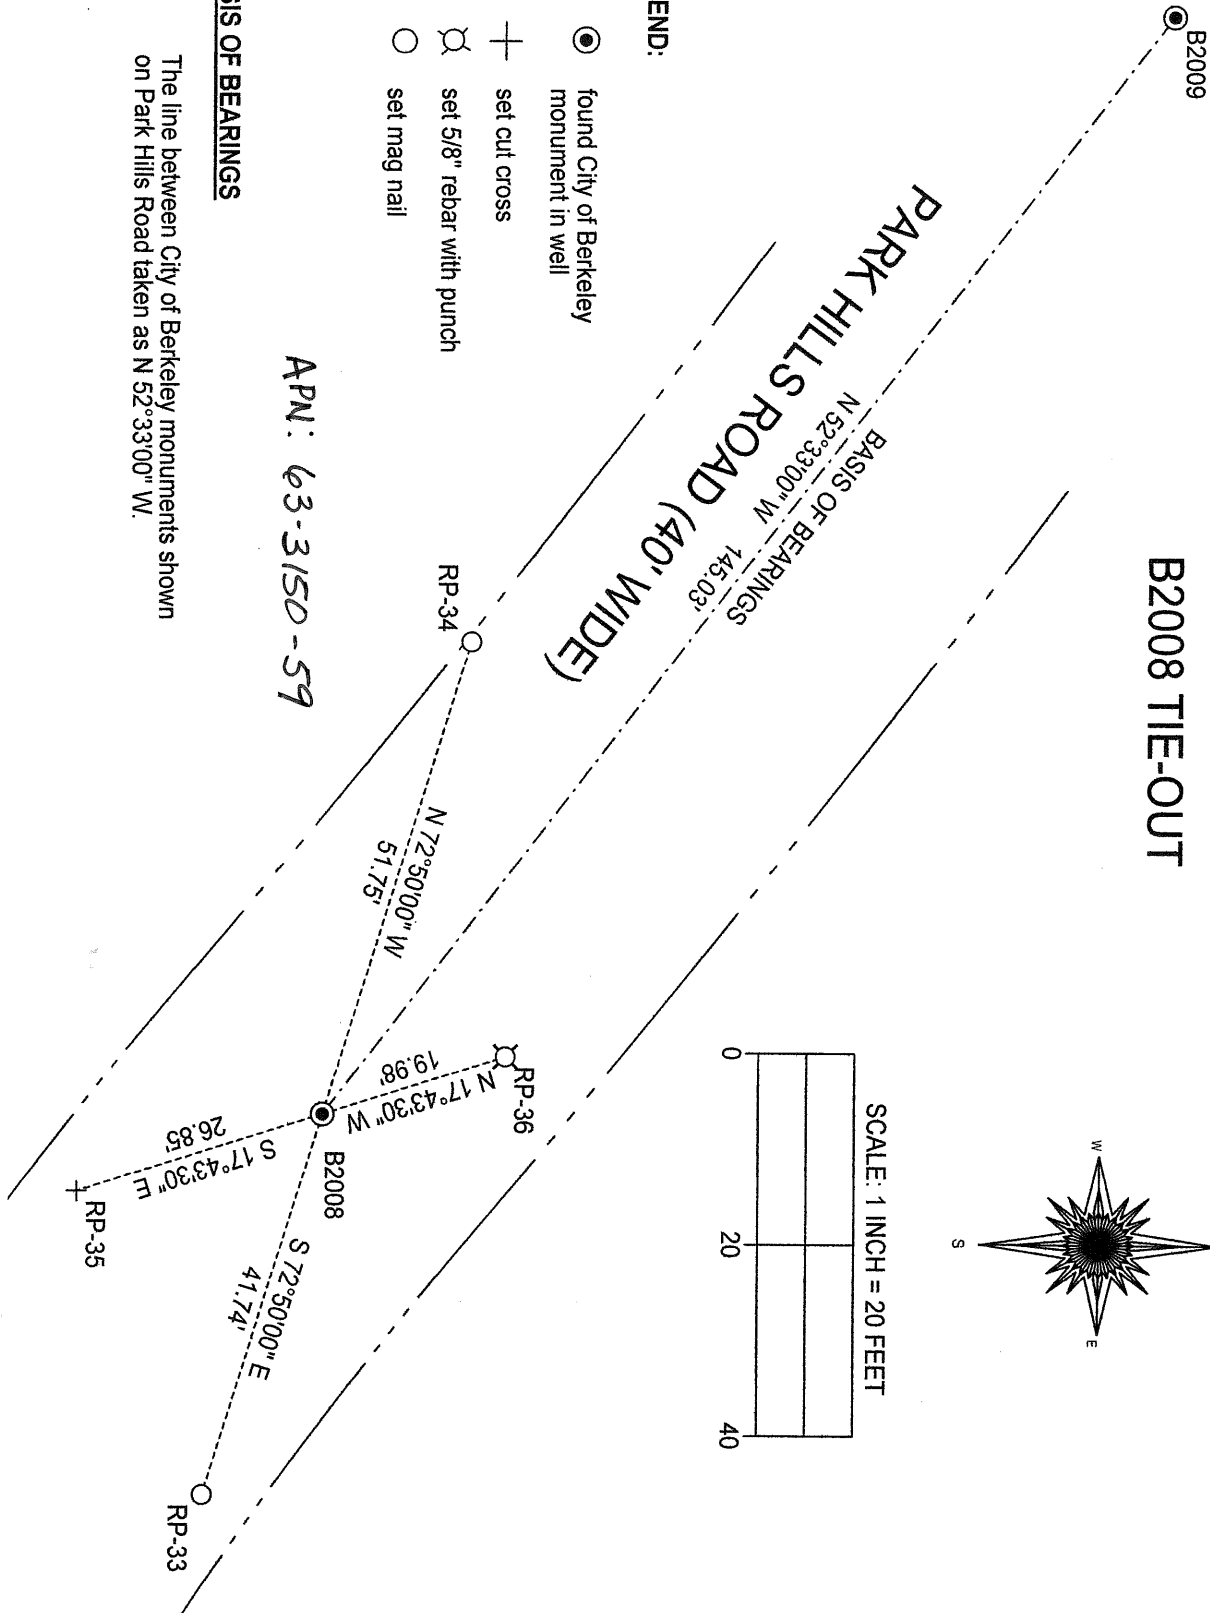 B2008 TIE-OUT
B2009
W
S
E
SCALE: 1 INCH = 20 FEET
0
20
40
BASIS OF BEARINGS
N 52°33'00" W
145.03'
PARK HILLS ROAD (40' WIDE)
END:
found City of Berkeley
monument in well
set cut cross
set 5/8" rebar with punch
set mag nail
RP-34
RP-36
N 17°43'30" W
19.98'
N 72°50'00" W
51.75'
B2008
S 72°50'00" E
41.74'
S 17°43'30" E
26.85'
RP-35
RP-33
APN: 63-3150-59
SIS OF BEARINGS
The line between City of Berkeley monuments shown
on Park Hills Road taken as N 52°33'00" W.